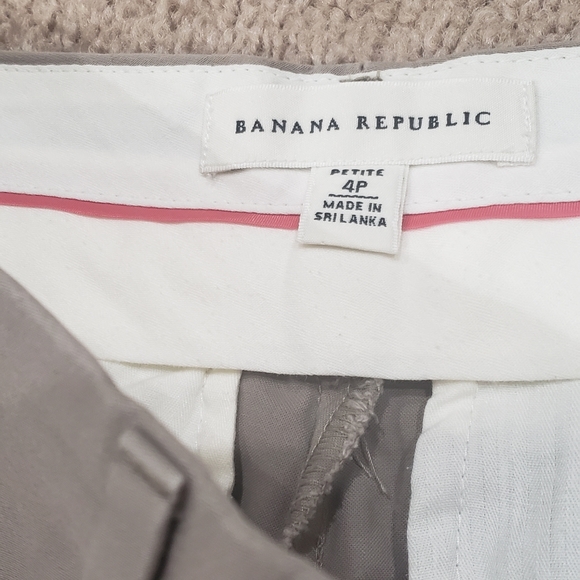 BANANA REPUBLIC
PETITE
4P
MADE IN
SRI LANKA